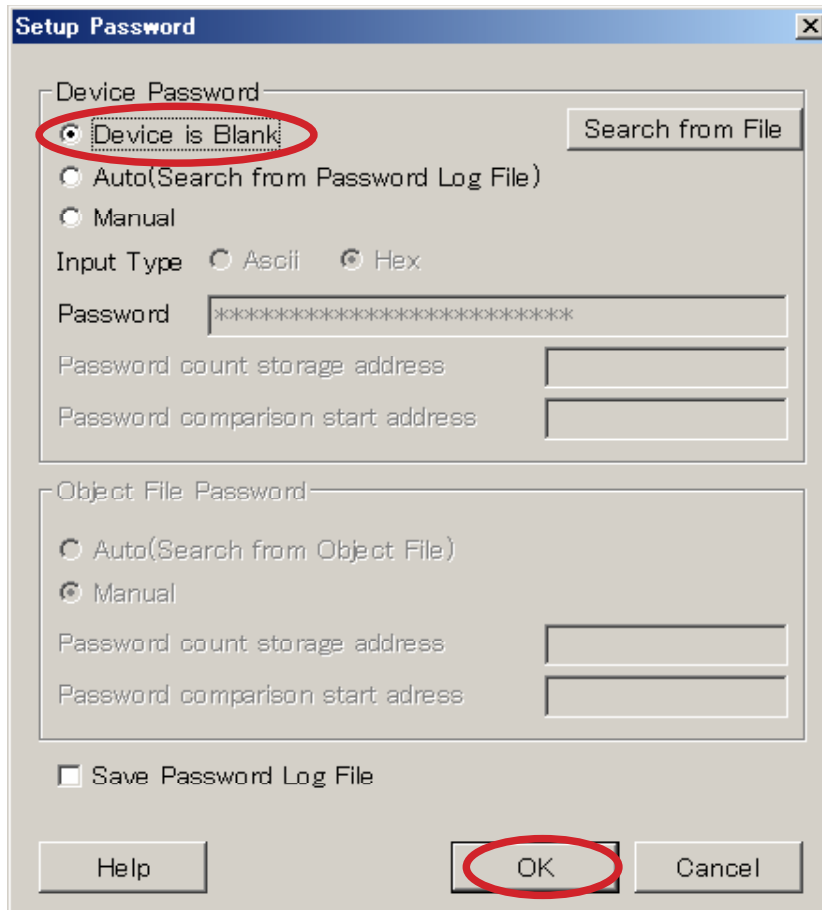 Setup Password
Device Password
Device is Blank
Search from File
Auto(Search from Password Log File)
Manual
Input Type Ascii Hex
Password ************************
Password count storage address
Password comparison start address
Object File Password
Auto(Search from Object File)
Manual
Password count storage address
Password comparison start adress
Save Password Log File
Help OK Cancel